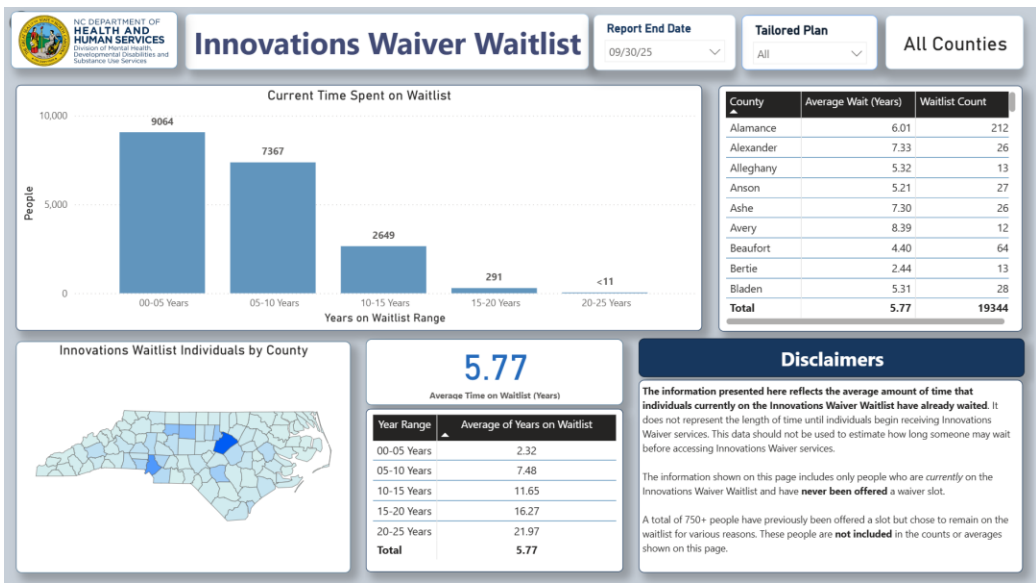 NC DEPARTMENT OF
HEALTH AND
HUMAN SERVICES
Division of Mental Health,
Developmental Disabilities and
Substance Use Services
Innovations Waiver Waitlist
Report End Date
09/30/25
Tailored Plan
All
All Counties
Current Time Spent on Waitlist
People
10,000
5,000
0
9064
7367
2649
291
<11
00-05 Years
05-10 Years
10-15 Years
15-20 Years
20-25 Years
Years on Waitlist Range
County Average Wait (Years) Waitlist Count
Alamance 6.01 212
Alexander 7.33 26
Alleghany 5.32 13
Anson 5.21 27
Ashe 7.30 26
Avery 8.39 12
Beaufort 4.40 64
Bertie 2.44 13
Bladen 5.31 28
Total 5.77 19344
Innovations Waitlist Individuals by County
5.77
Average Time on Waitlist (Years)
Year Range Average of Years on Waitlist
00-05 Years 2.32
05-10 Years 7.48
10-15 Years 11.65
15-20 Years 16.27
20-25 Years 21.97
Total 5.77
Disclaimers
The information presented here reflects the average amount of time that
individuals currently on the Innovations Waiver Waitlist have already waited. It
does not represent the length of time until individuals begin receiving Innovations
Waiver services. This data should not be used to estimate how long someone may wait
before accessing Innovations Waiver services.
The information shown on this page includes only people who are currently on the
Innovations Waiver Waitlist and have never been offered a waiver slot.
A total of 750+ people have previously been offered a slot but chose to remain on the
waitlist for various reasons. These people are not included in the counts or averages
shown on this page.